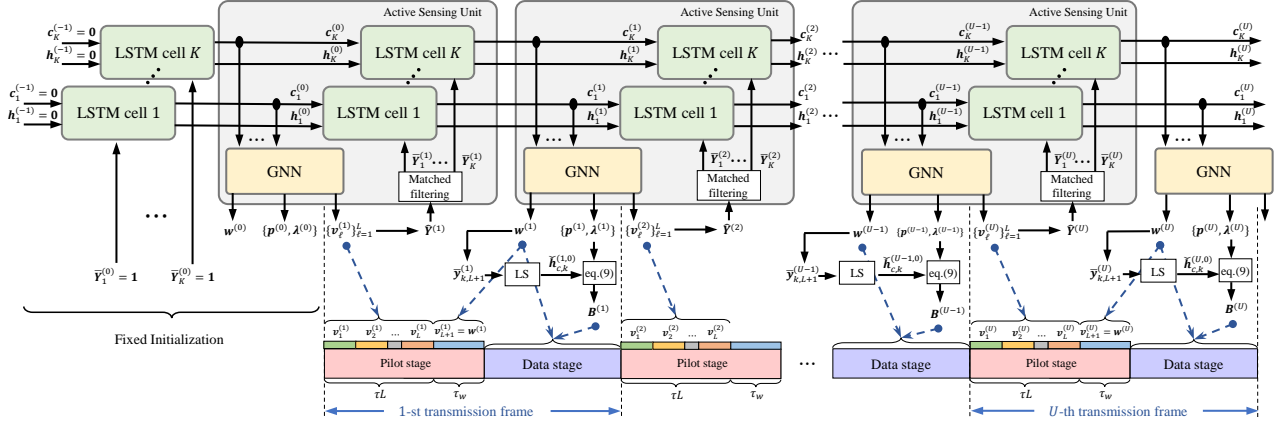 Active Sensing Unit
Active Sensing Unit
Active Sensing Unit
c_K^{(-1)} = 0
h_K^{(-1)} = 0
LSTM cell K
c_K^{(0)}
h_K^{(0)}
LSTM cell K
c_K^{(1)}
h_K^{(1)}
LSTM cell K
c_K^{(2)}
h_K^{(2)}
...
c_K^{(U-1)}
h_K^{(U-1)}
LSTM cell K
c_K^{(U)}
h_K^{(U)}
c_1^{(-1)} = 0
h_1^{(-1)} = 0
LSTM cell 1
c_1^{(0)}
h_1^{(0)}
LSTM cell 1
c_1^{(1)}
h_1^{(1)}
LSTM cell 1
c_1^{(2)}
h_1^{(2)}
...
c_1^{(U-1)}
h_1^{(U-1)}
LSTM cell 1
c_1^{(U)}
h_1^{(U)}
GNN
Ȳ_1^{(1)} ... Ȳ_K^{(1)}
Matched filtering
GNN
Ȳ_1^{(2)} ... Ȳ_K^{(2)}
Matched filtering
GNN
Ȳ_1^{(U)} ... Ȳ_K^{(U)}
Matched filtering
GNN
...
w^{(0)} {p^{(0)}, λ^{(0)}} {v_ℓ^{(1)}}_{ℓ=1}^L Ỹ^{(1)}
w^{(1)} {p^{(1)}, λ^{(1)}} {v_ℓ^{(2)}}_{ℓ=1}^L Ỹ^{(2)}
w^{(U-1)} {p^{(U-1)}, λ^{(U-1)}} {v_ℓ^{(U)}}_{ℓ=1}^L Ỹ^{(U)}
w^{(U)} {p^{(U)}, λ^{(U)}}
Ȳ_1^{(0)} = 1 Ȳ_K^{(0)} = 1
ȳ_{k,L+1}^{(1)} LS h̆_{c,k}^{(1,0)} eq.(9)
ȳ_{k,L+1}^{(U-1)} LS h̆_{c,k}^{(U-1,0)} eq.(9)
ȳ_{k,L+1}^{(U)} LS h̆_{c,k}^{(U,0)} eq.(9)
B^{(1)}
B^{(U-1)}
B^{(U)}
Fixed Initialization
v_1^{(1)} v_2^{(1)} ... v_L^{(1)} v_{L+1}^{(1)} = w^{(1)}
v_1^{(2)} v_2^{(2)} ... v_L^{(2)}
v_1^{(U)} v_2^{(U)} ... v_L^{(U)} v_{L+1}^{(U)} = w^{(U)}
Pilot stage Data stage Pilot stage ... Data stage Pilot stage Data stage
τL τ_w τL τ_w τL τ_w
1-st transmission frame U-th transmission frame